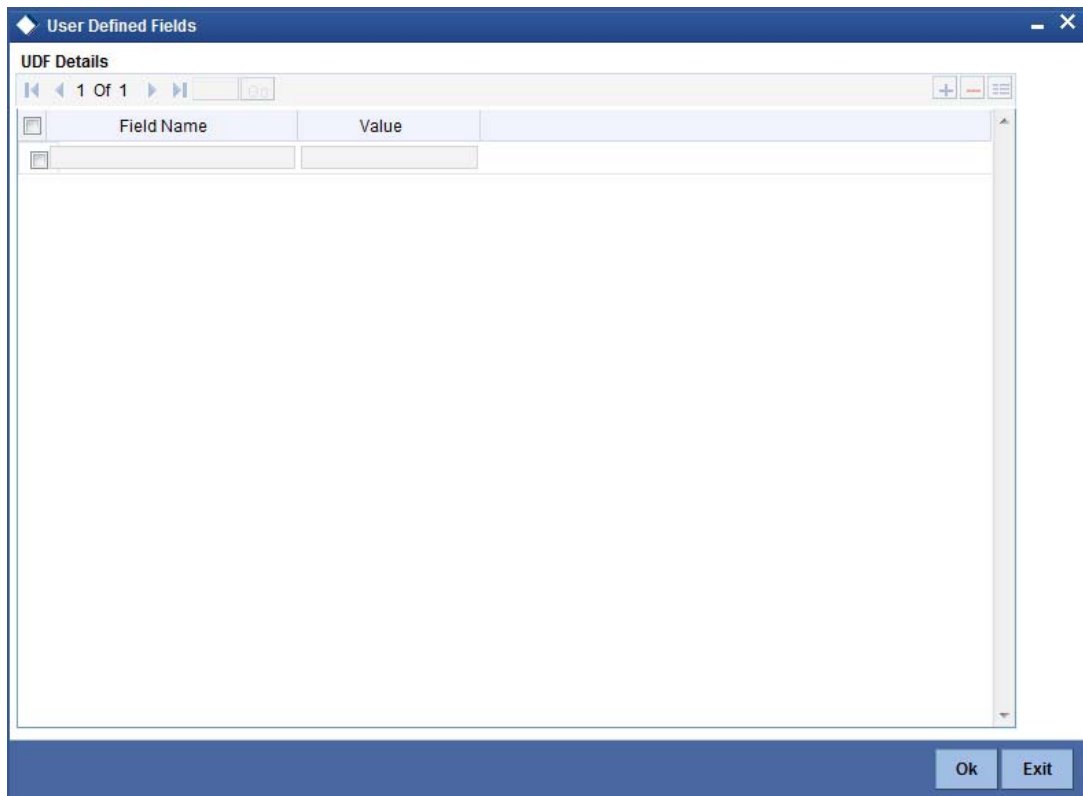 User Defined Fields
UDF Details
1 Of 1 Go
Field Name Value
Ok Exit